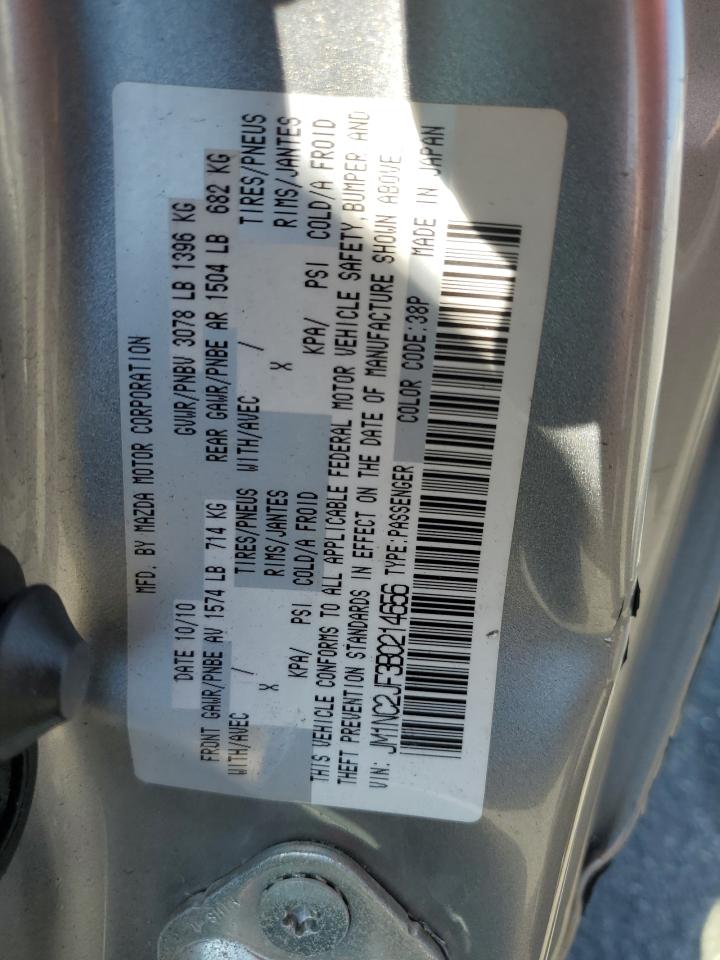 MFD. BY MAZDA MOTOR CORPORATION
DATE 10/10 GVWR/PNBV 3078 LB 1396 KG
FRONT GAWR/PNBE AV 1574 LB 714 KG REAR GAWR/PNBE AR 1504 LB 682 KG
WITH/AVEC / TIRES/PNEUS WITH/AVEC / TIRES/PNEUS
X RIMS/JANTES X RIMS/JANTES
KPA/ PSI COLD/A FROID KPA/ PSI COLD/A FROID
THIS VEHICLE CONFORMS TO ALL APPLICABLE FEDERAL MOTOR VEHICLE SAFETY, BUMPER AND
THEFT PREVENTION STANDARDS IN EFFECT ON THE DATE OF MANUFACTURE SHOWN ABOVE.
VIN: JM1NC2JF3B0214656 TYPE:PASSENGER COLOR CODE:38P MADE IN JAPAN